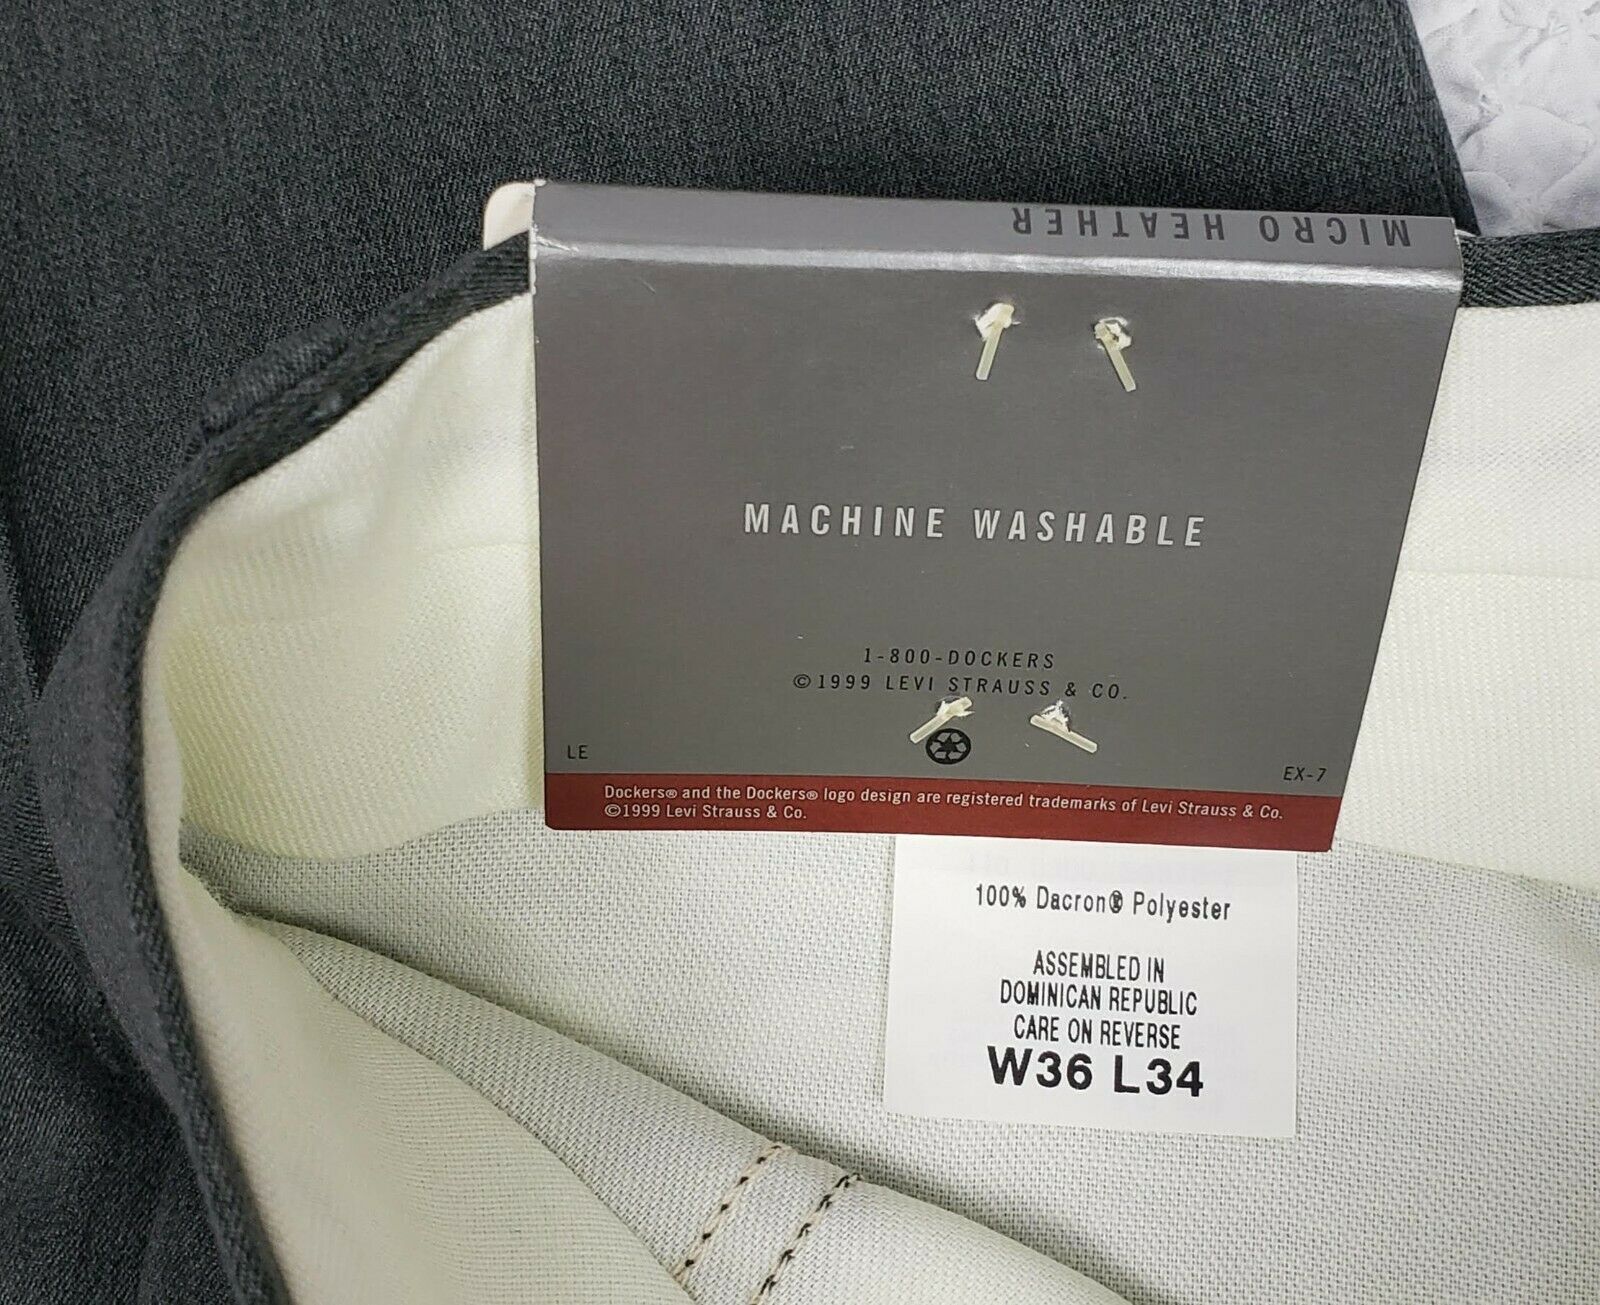 MICRO HEATHER
MACHINE WASHABLE
1-800-DOCKERS
©1999 LEVI STRAUSS & CO.
LE
EX-7
Dockers® and the Dockers® logo design are registered trademarks of Levi Strauss & Co.
©1999 Levi Strauss & Co.
100% Dacron® Polyester
ASSEMBLED IN
DOMINICAN REPUBLIC
CARE ON REVERSE
W36 L34